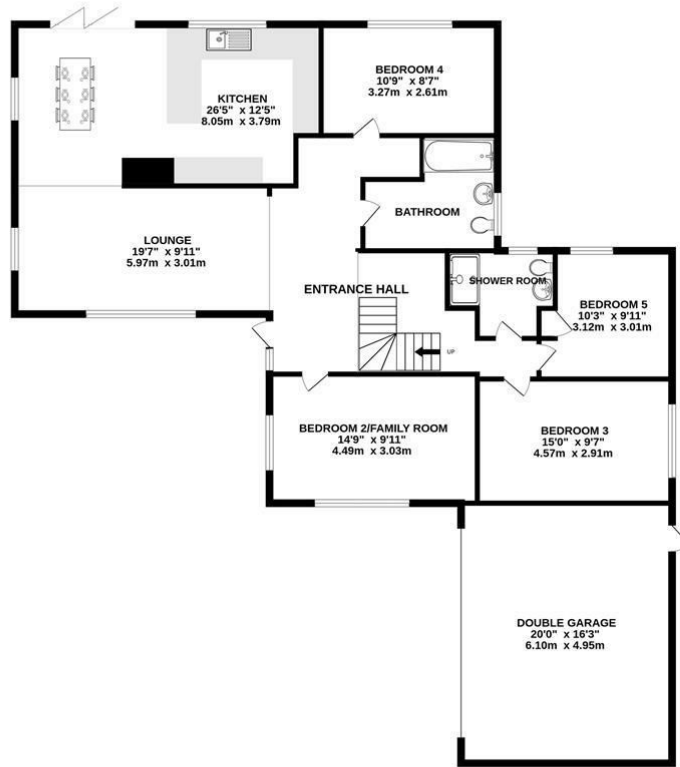 KITCHEN
26'5" x 12'5"
8.05m x 3.79m
BEDROOM 4
10'9" x 8'7"
3.27m x 2.61m
BATHROOM
LOUNGE
19'7" x 9'11"
5.97m x 3.01m
ENTRANCE HALL
SHOWER ROOM
BEDROOM 5
10'3" x 9'11"
3.12m x 3.01m
UP
BEDROOM 2/FAMILY ROOM
14'9" x 9'11"
4.49m x 3.03m
BEDROOM 3
15'0" x 9'7"
4.57m x 2.91m
DOUBLE GARAGE
20'0" x 16'3"
6.10m x 4.95m